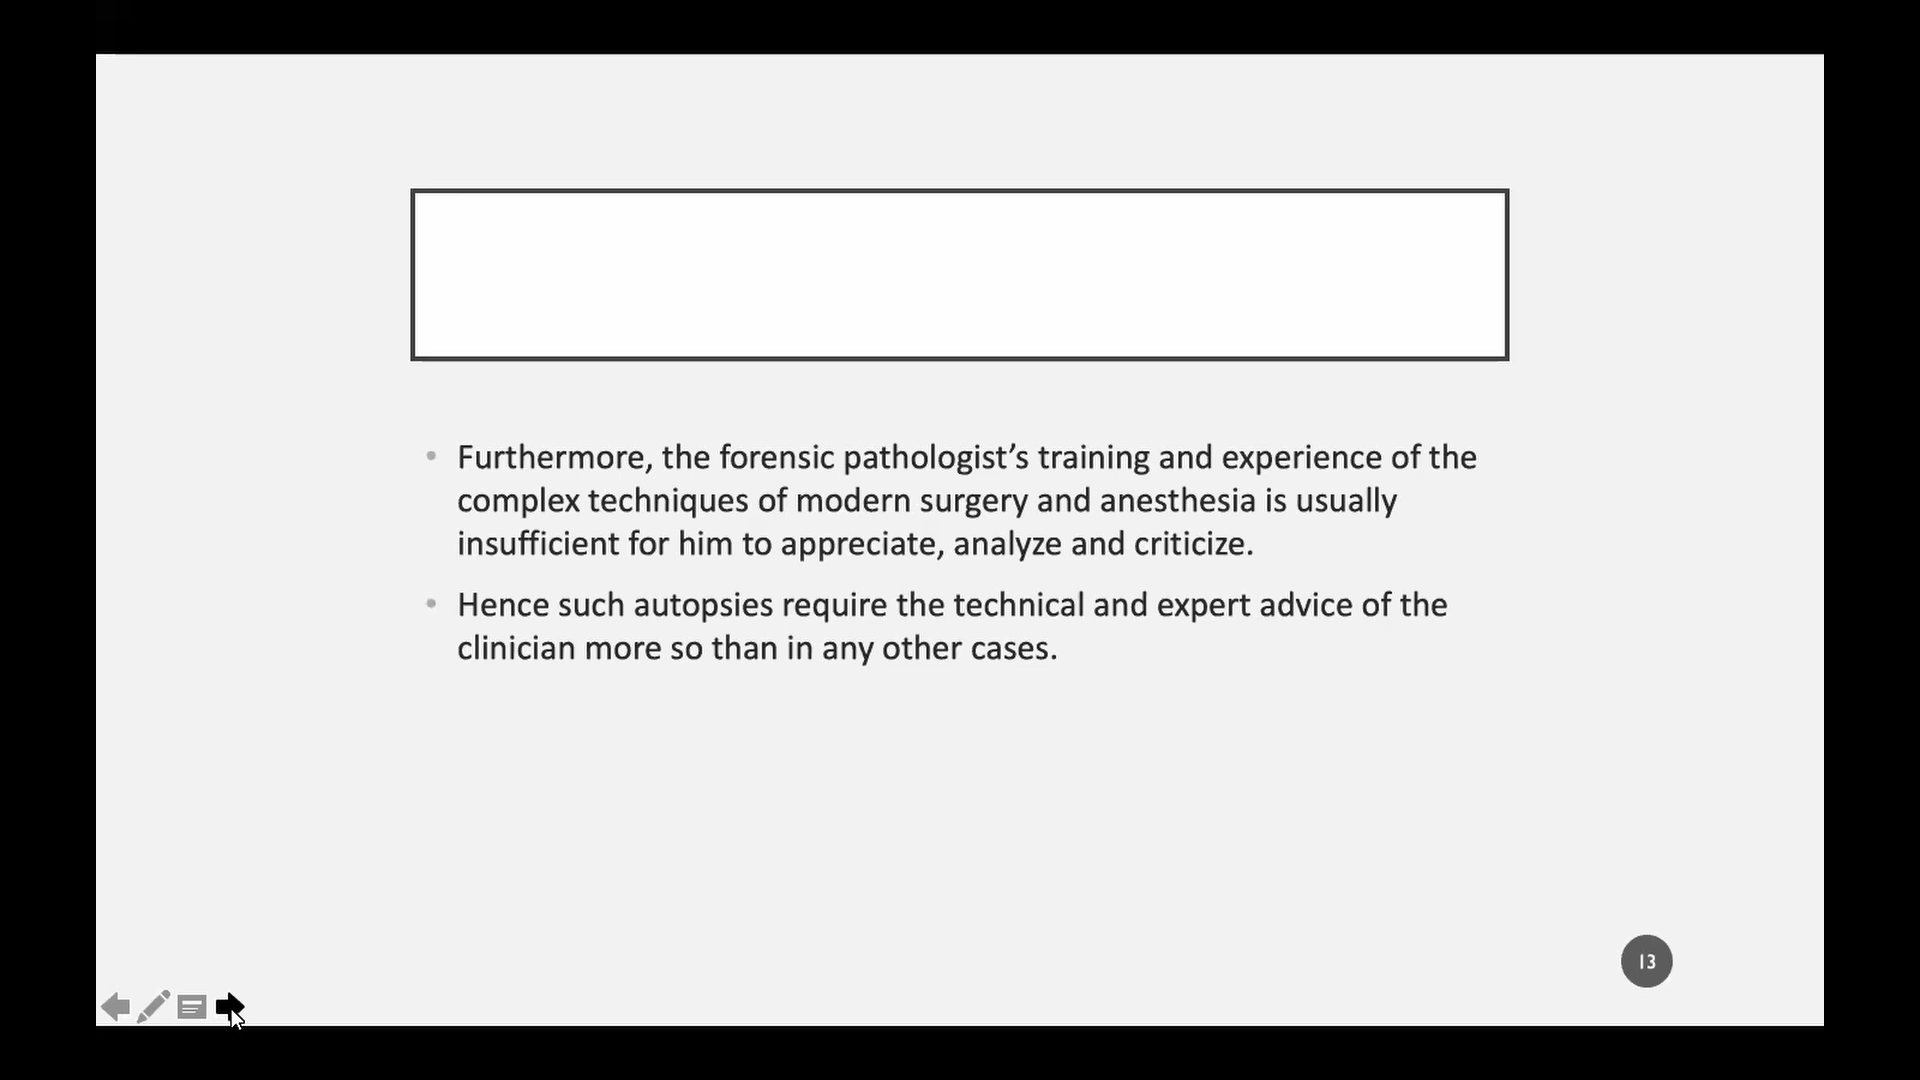 Furthermore, the forensic pathologist’s training and experience of the
complex techniques of modern surgery and anesthesia is usually
insufficient for him to appreciate, analyze and criticize.
Hence such autopsies require the technical and expert advice of the
clinician more so than in any other cases.
13